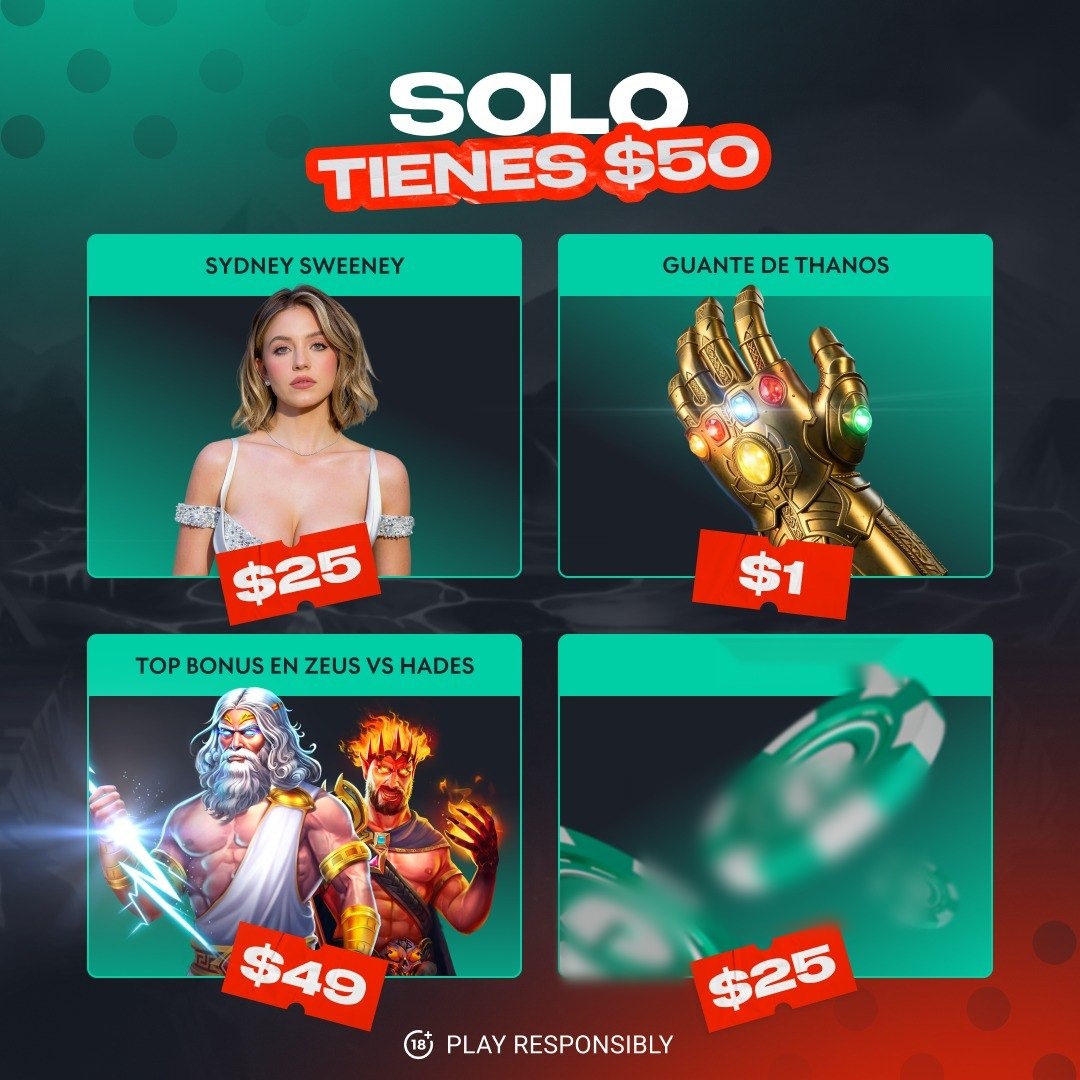 SOLO
TIENES $50
SYDNEY SWEENEY
GUANTE DE THANOS
$25
$1
TOP BONUS EN ZEUS VS HADES
$49
$25
18+ PLAY RESPONSIBLY